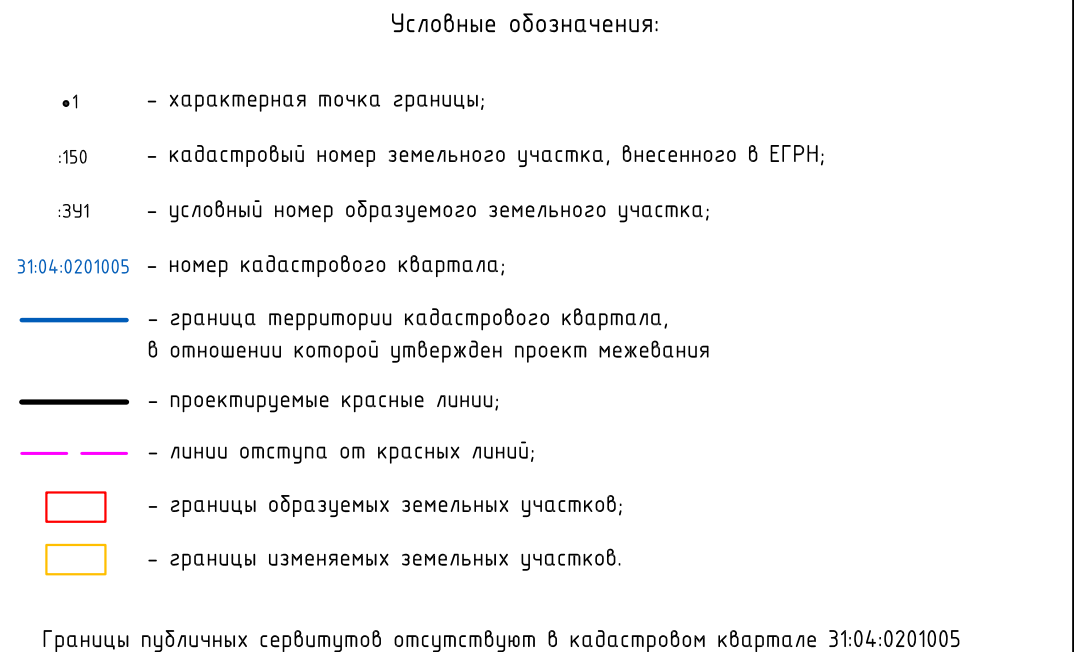 Условные обозначения:
1 – характерная точка границы;
:150 – кадастровый номер земельного участка, внесенного в ЕГРН;
:ЗУ1 – условный номер образуемого земельного участка;
31:04:0201005 – номер кадастрового квартала;
– граница территории кадастрового квартала,
в отношении которой утвержден проект межевания
– проектируемые красные линии;
– линии отступа от красных линий;
– границы образуемых земельных участков;
– границы изменяемых земельных участков.
Границы публичных сервитутов отсутствуют в кадастровом квартале 31:04:0201005